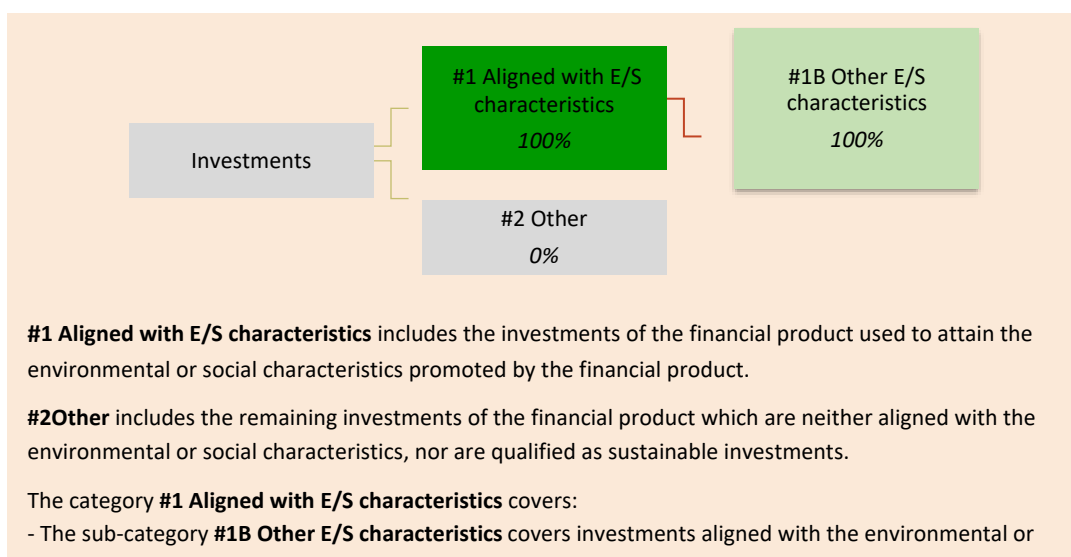 #1 Aligned with E/S
characteristics
100%
#1B Other E/S
characteristics
100%
Investments
#2 Other
0%
#1 Aligned with E/S characteristics includes the investments of the financial product used to attain the
environmental or social characteristics promoted by the financial product.
#2Other includes the remaining investments of the financial product which are neither aligned with the
environmental or social characteristics, nor are qualified as sustainable investments.
The category #1 Aligned with E/S characteristics covers:
- The sub-category #1B Other E/S characteristics covers investments aligned with the environmental or